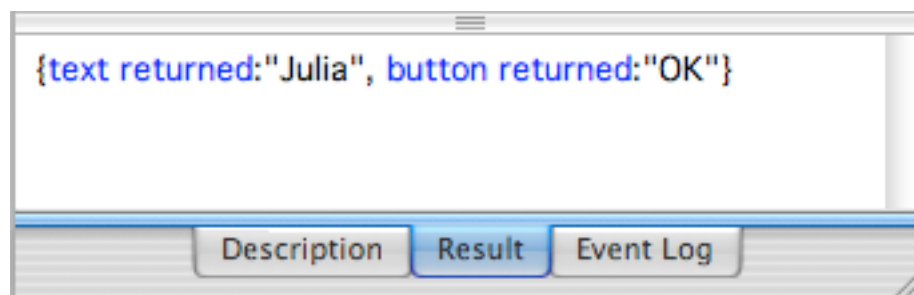 {text returned:"Julia", button returned:"OK"}
Description Result Event Log